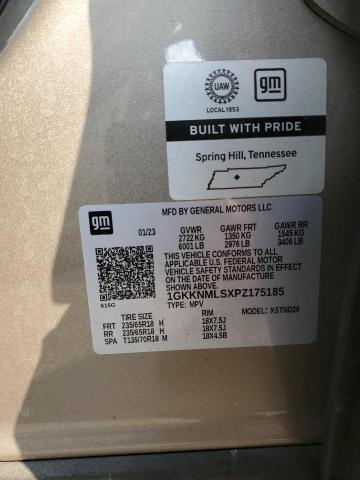 UAW
LOCAL 1853
gm
BUILT WITH PRIDE
Spring Hill, Tennessee
gm
MFD BY GENERAL MOTORS LLC
01/23
GVWR GAWR FRT GAWR RR
2722 KG 1350 KG 1545 KG
6001 LB 2976 LB 3406 LB
THIS VEHICLE CONFORMS TO ALL
APPLICABLE U.S. FEDERAL MOTOR
VEHICLE SAFETY STANDARDS IN
EFFECT ON THE DATE OF MANUFACTURE
SHOWN ABOVE.
1GKKNMLSXPZ175185
TYPE: MPV MODEL: X5TND26
615G
TIRE SIZE RIM
FRT 235/65R18 H 18X7.5J
RR 235/65R18 H 18X7.5J
SPA T135/70R18 M 18X4.5B